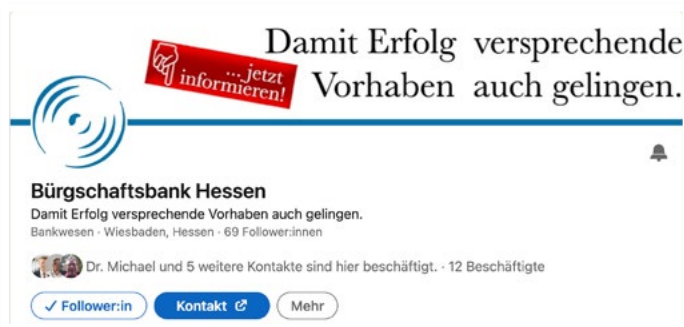 Damit Erfolg versprechende
Vorhaben auch gelingen.
...jetzt
informieren!
Bürgschaftsbank Hessen
Damit Erfolg versprechende Vorhaben auch gelingen.
Bankwesen · Wiesbaden, Hessen · 69 Follower:innen
Dr. Michael und 5 weitere Kontakte sind hier beschäftigt. · 12 Beschäftigte
✓ Follower:in Kontakt Mehr